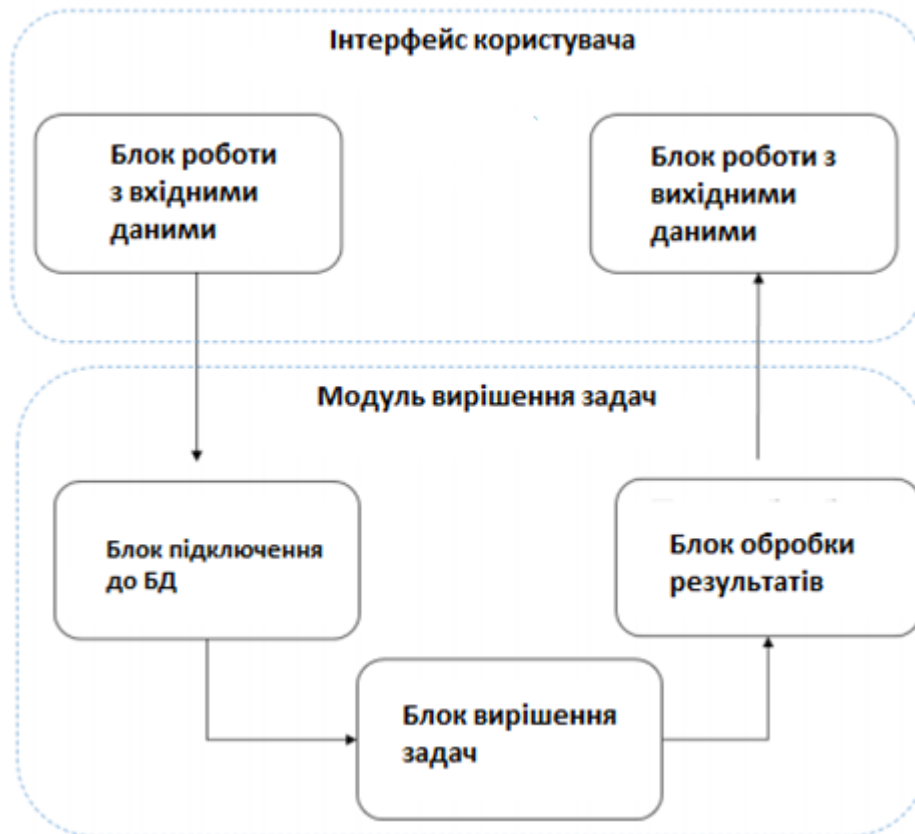 Інтерфейс користувача
Блок роботи
з вхідними
даними
Блок роботи з
вихідними
даними
Модуль вирішення задач
Блок підключення
до БД
Блок обробки
результатів
Блок вирішення
задач